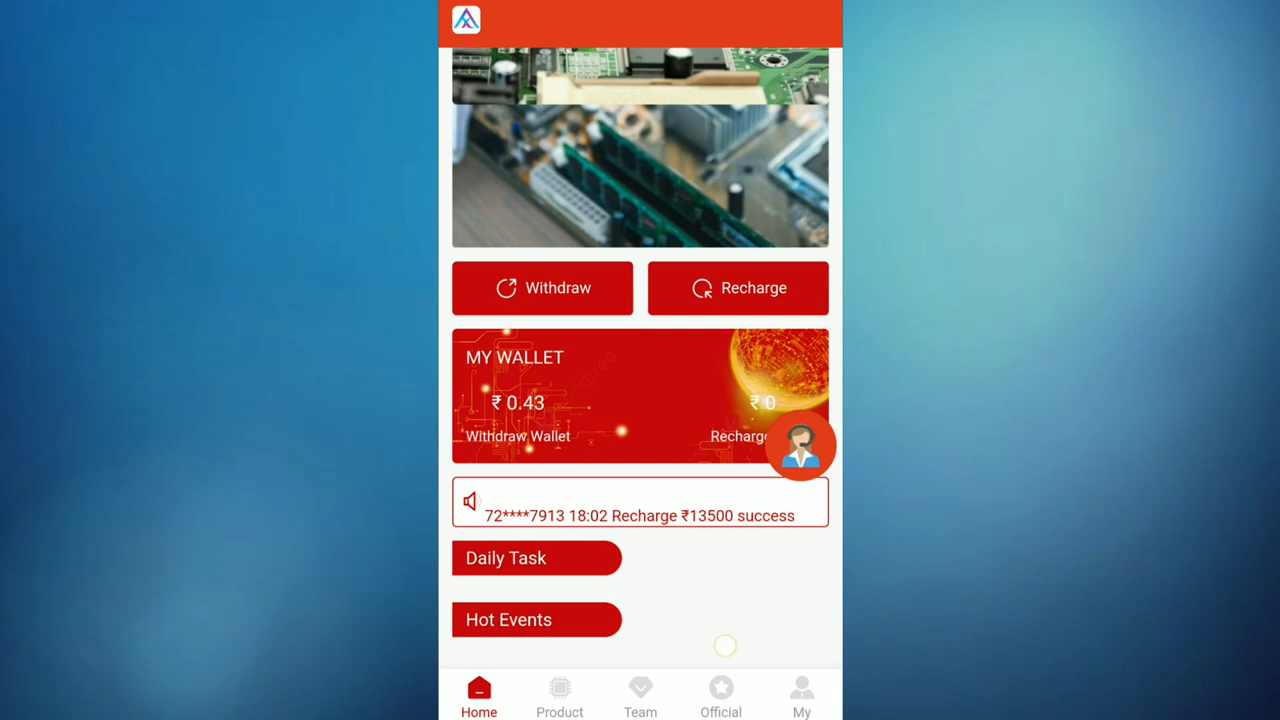 Withdraw
Recharge
MY WALLET
₹ 0.43
₹ 0
Withdraw Wallet
Recharge
72****7913 18:02 Recharge ₹13500 success
Daily Task
Hot Events
Home
Product
Team
Official
My